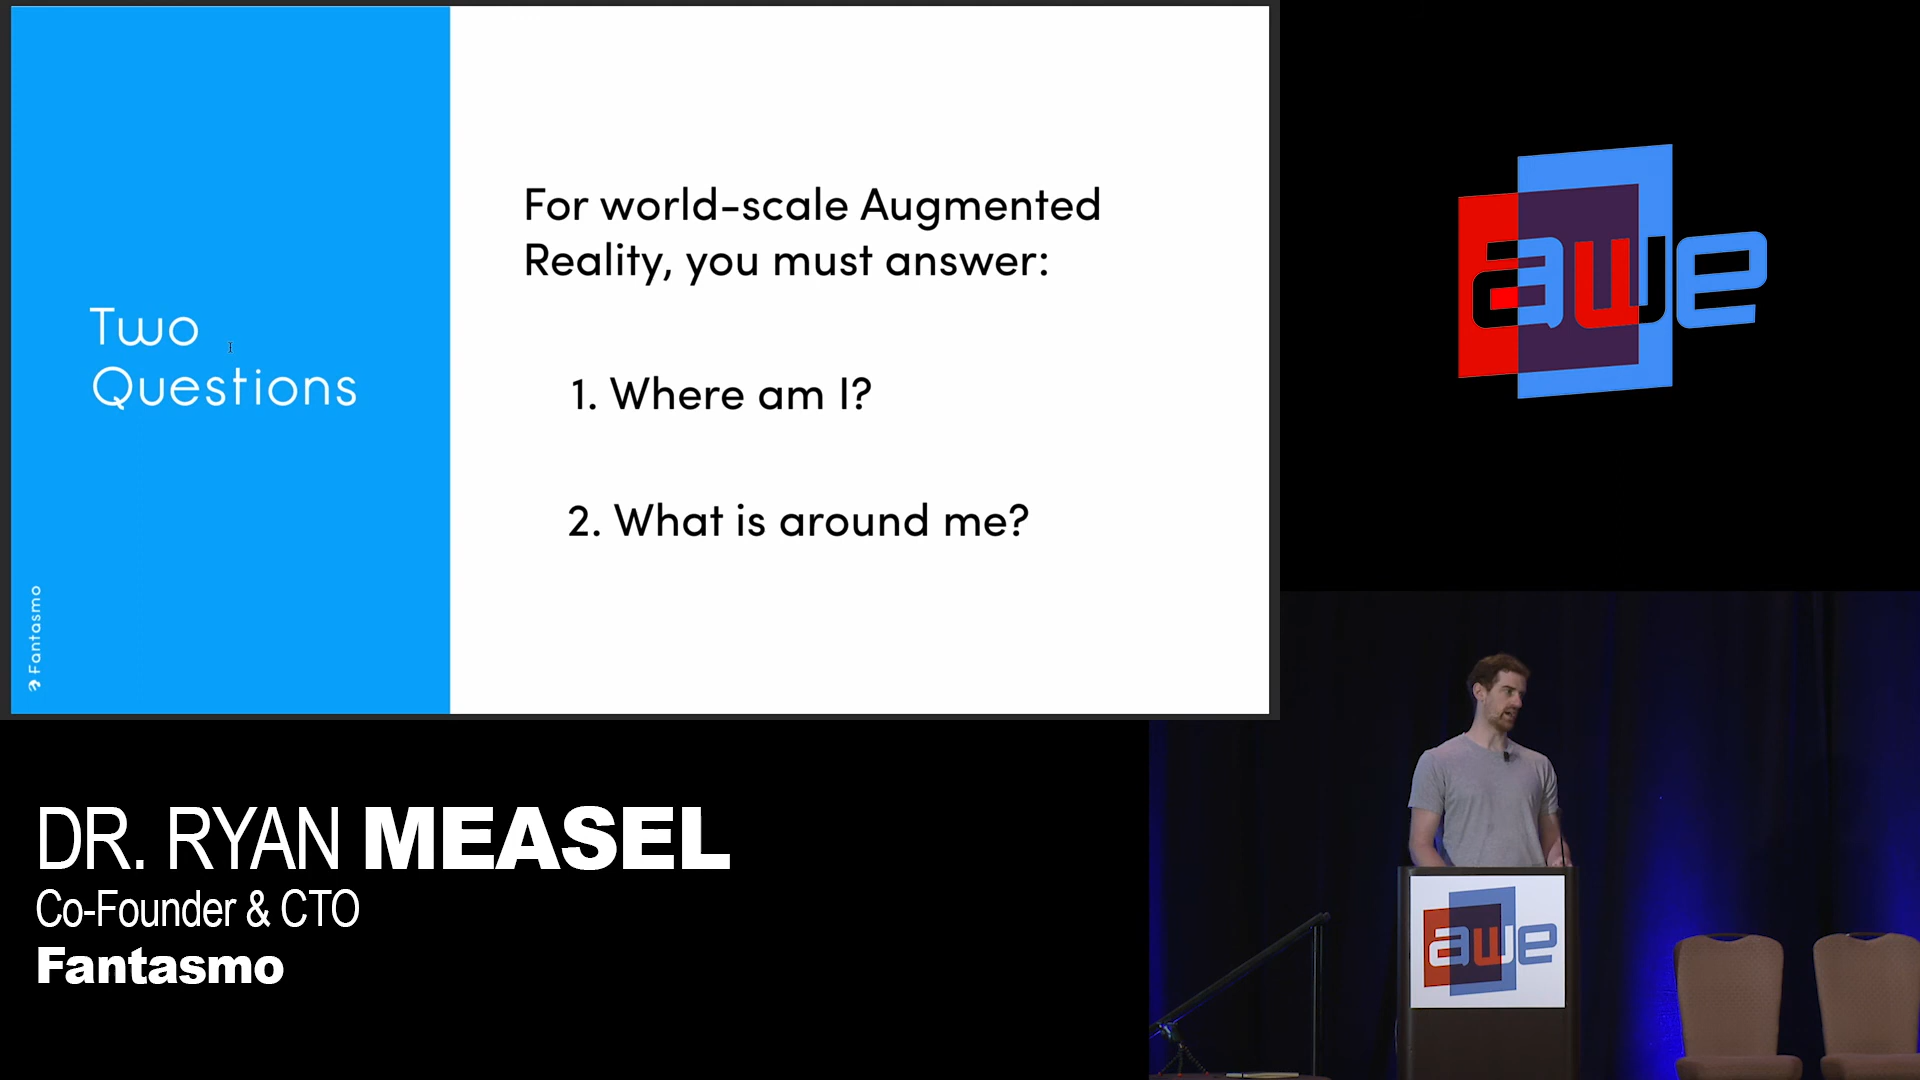 Two
Questions
Fantasmo
For world-scale Augmented
Reality, you must answer:
1. Where am I?
2. What is around me?
awe
DR. RYAN MEASEL
Co-Founder & CTO
Fantasmo
awe